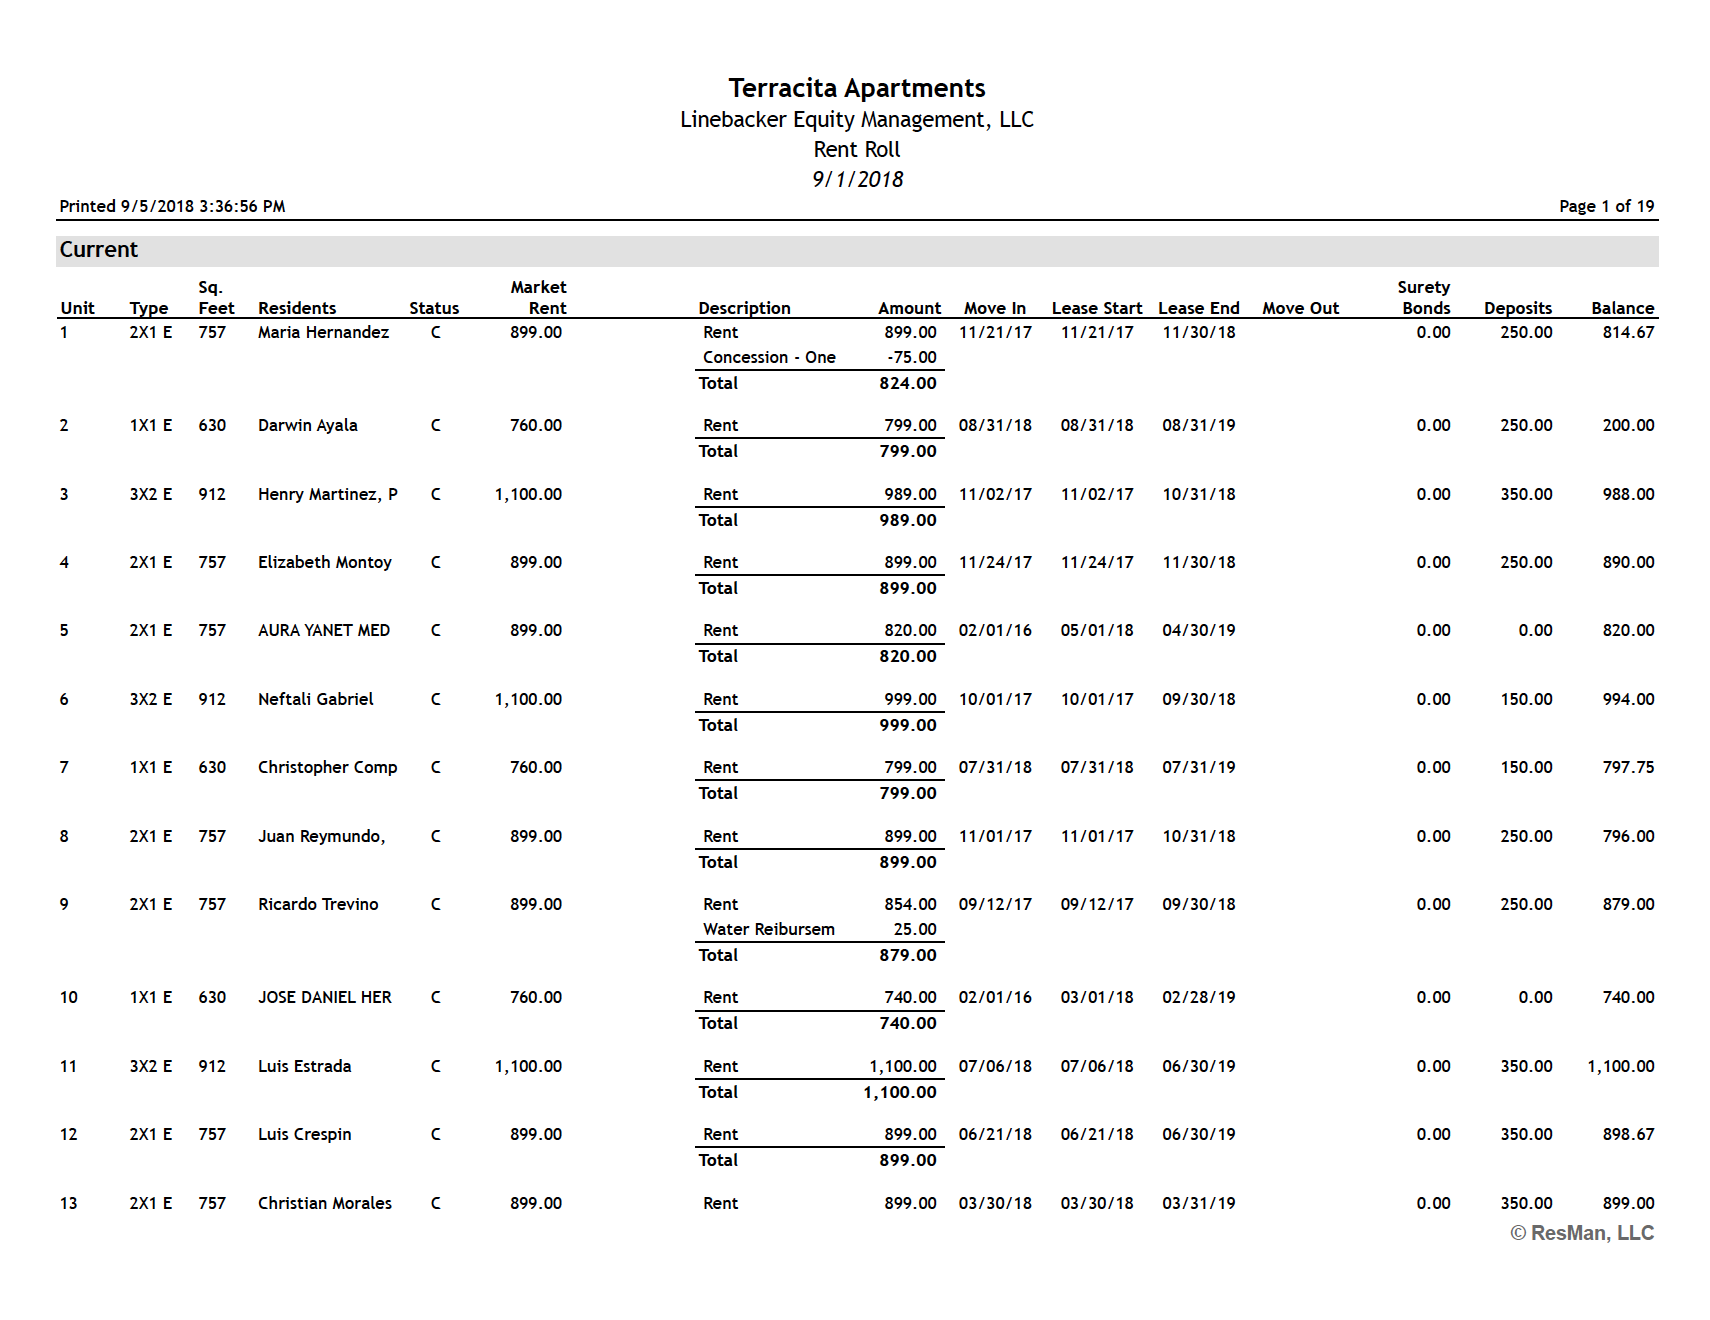 Terracita Apartments
Linebacker Equity Management, LLC
Rent Roll
9/1/2018
Printed 9/5/2018 3:36:56 PM Page 1 of 19
Current
Sq. Market Surety
Unit Type Feet Residents Status Rent Description Amount Move In Lease Start Lease End Move Out Bonds Deposits Balance
1 2X1 E 757 Maria Hernandez C 899.00 Rent 899.00 11/21/17 11/21/17 11/30/18 0.00 250.00 814.67
Concession - One -75.00
Total 824.00
2 1X1 E 630 Darwin Ayala C 760.00 Rent 799.00 08/31/18 08/31/18 08/31/19 0.00 250.00 200.00
Total 799.00
3 3X2 E 912 Henry Martinez, P C 1,100.00 Rent 989.00 11/02/17 11/02/17 10/31/18 0.00 350.00 988.00
Total 989.00
4 2X1 E 757 Elizabeth Montoy C 899.00 Rent 899.00 11/24/17 11/24/17 11/30/18 0.00 250.00 890.00
Total 899.00
5 2X1 E 757 AURA YANET MED C 899.00 Rent 820.00 02/01/16 05/01/18 04/30/19 0.00 0.00 820.00
Total 820.00
6 3X2 E 912 Neftali Gabriel C 1,100.00 Rent 999.00 10/01/17 10/01/17 09/30/18 0.00 150.00 994.00
Total 999.00
7 1X1 E 630 Christopher Comp C 760.00 Rent 799.00 07/31/18 07/31/18 07/31/19 0.00 150.00 797.75
Total 799.00
8 2X1 E 757 Juan Reymundo, C 899.00 Rent 899.00 11/01/17 11/01/17 10/31/18 0.00 250.00 796.00
Total 899.00
9 2X1 E 757 Ricardo Trevino C 899.00 Rent 854.00 09/12/17 09/12/17 09/30/18 0.00 250.00 879.00
Water Reibursem 25.00
Total 879.00
10 1X1 E 630 JOSE DANIEL HER C 760.00 Rent 740.00 02/01/16 03/01/18 02/28/19 0.00 0.00 740.00
Total 740.00
11 3X2 E 912 Luis Estrada C 1,100.00 Rent 1,100.00 07/06/18 07/06/18 06/30/19 0.00 350.00 1,100.00
Total 1,100.00
12 2X1 E 757 Luis Crespin C 899.00 Rent 899.00 06/21/18 06/21/18 06/30/19 0.00 350.00 898.67
Total 899.00
13 2X1 E 757 Christian Morales C 899.00 Rent 899.00 03/30/18 03/30/18 03/31/19 0.00 350.00 899.00
© ResMan, LLC